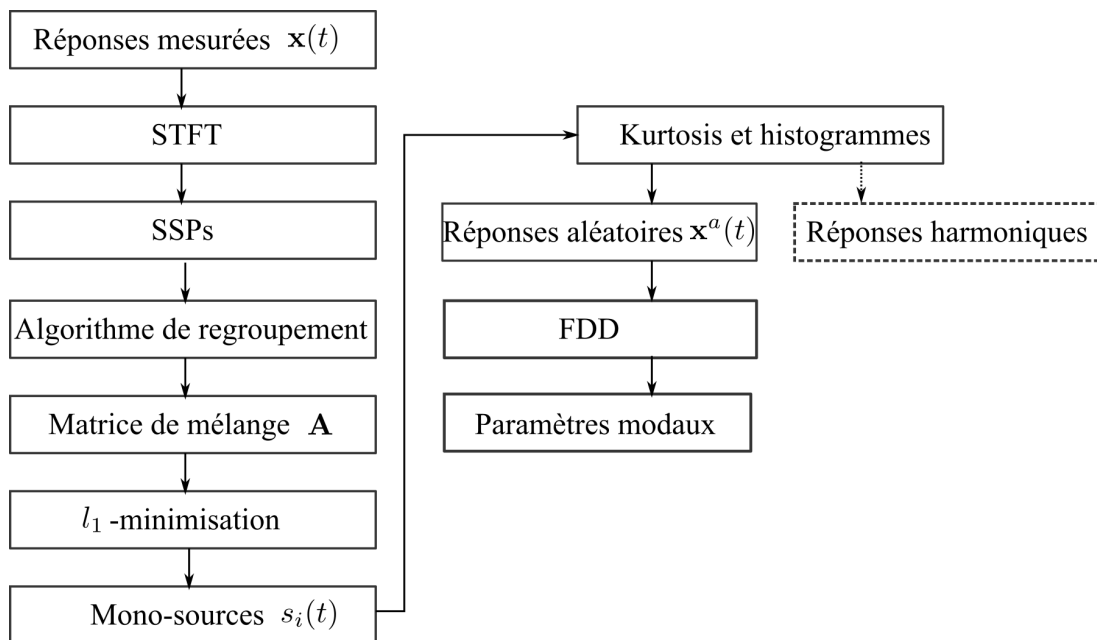 Réponses mesurées x(t)
STFT
SSPs
Algorithme de regroupement
Matrice de mélange A
l₁ -minimisation
Mono-sources sᵢ(t)
Kurtosis et histogrammes
Réponses aléatoires xᵃ(t)
Réponses harmoniques
FDD
Paramètres modaux